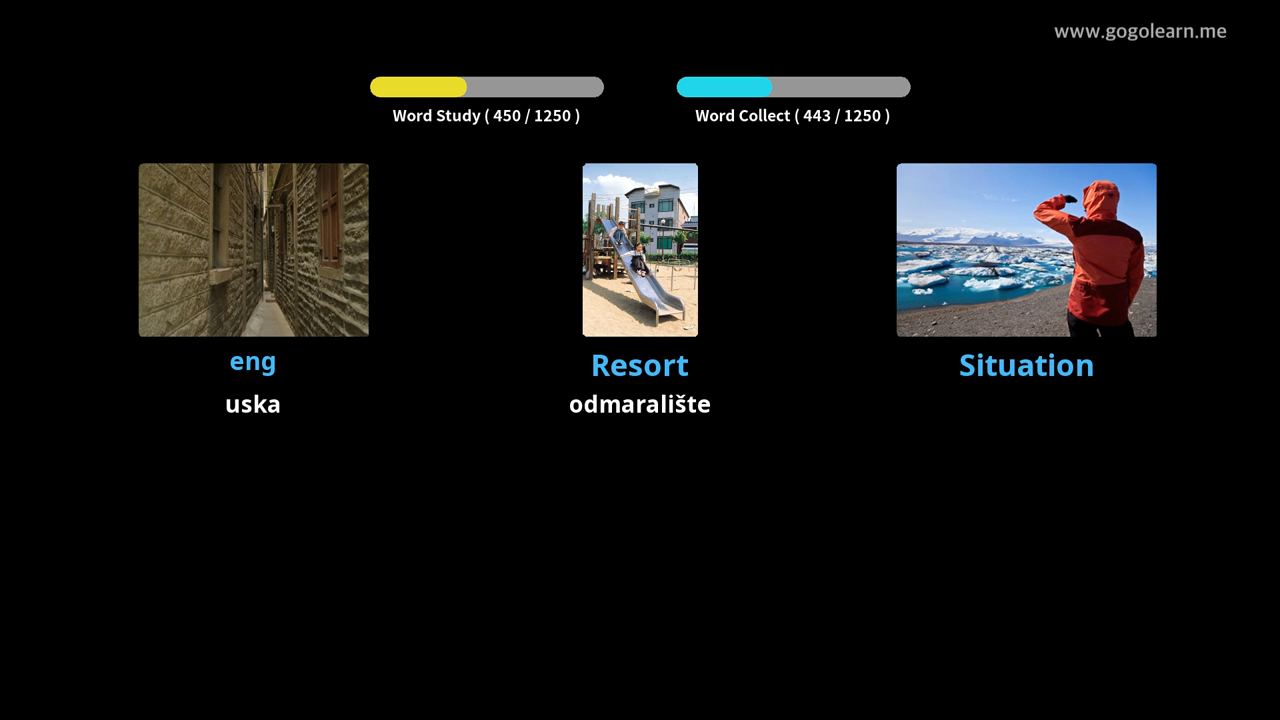 www.gogolearn.me
Word Study ( 450 / 1250 )
Word Collect ( 443 / 1250 )
eng
Resort
Situation
uska
odmaralište